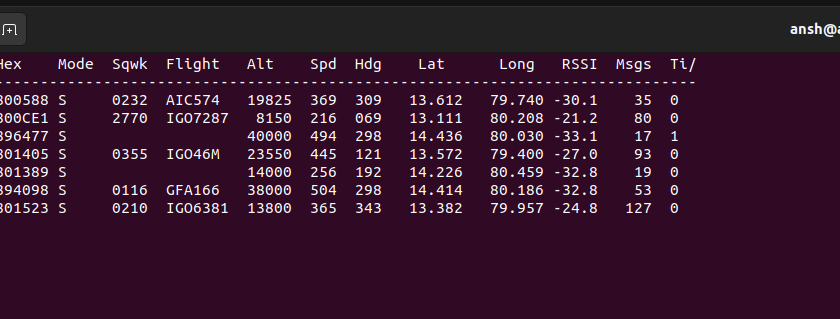 ansh@
Hex Mode Sqwk Flight Alt Spd Hdg Lat Long RSSI Msgs Ti/
--------------------------------------------------------------------------------
800588 S 0232 AIC574 19825 369 309 13.612 79.740 -30.1 35 0
800CE1 S 2770 IGO7287 8150 216 069 13.111 80.208 -21.2 80 0
896477 S 40000 494 298 14.436 80.030 -33.1 17 1
801405 S 0355 IGO46M 23550 445 121 13.572 79.400 -27.0 93 0
801389 S 14000 256 192 14.226 80.459 -32.8 19 0
894098 S 0116 GFA166 38000 504 298 14.414 80.186 -32.8 53 0
801523 S 0210 IGO6381 13800 365 343 13.382 79.957 -24.8 127 0